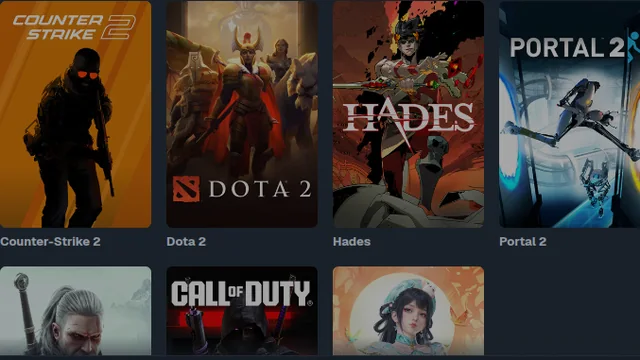 COUNTER
STRIKE 2
DOTA 2
HADES
PORTAL 2
Counter-Strike 2
Dota 2
Hades
Portal 2
CALL OF DUTY